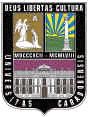 DEUS LIBERTAS CULTURA
MDCCCXCII MCMLVIII
UNIVERSITAS CARABOBENSIS